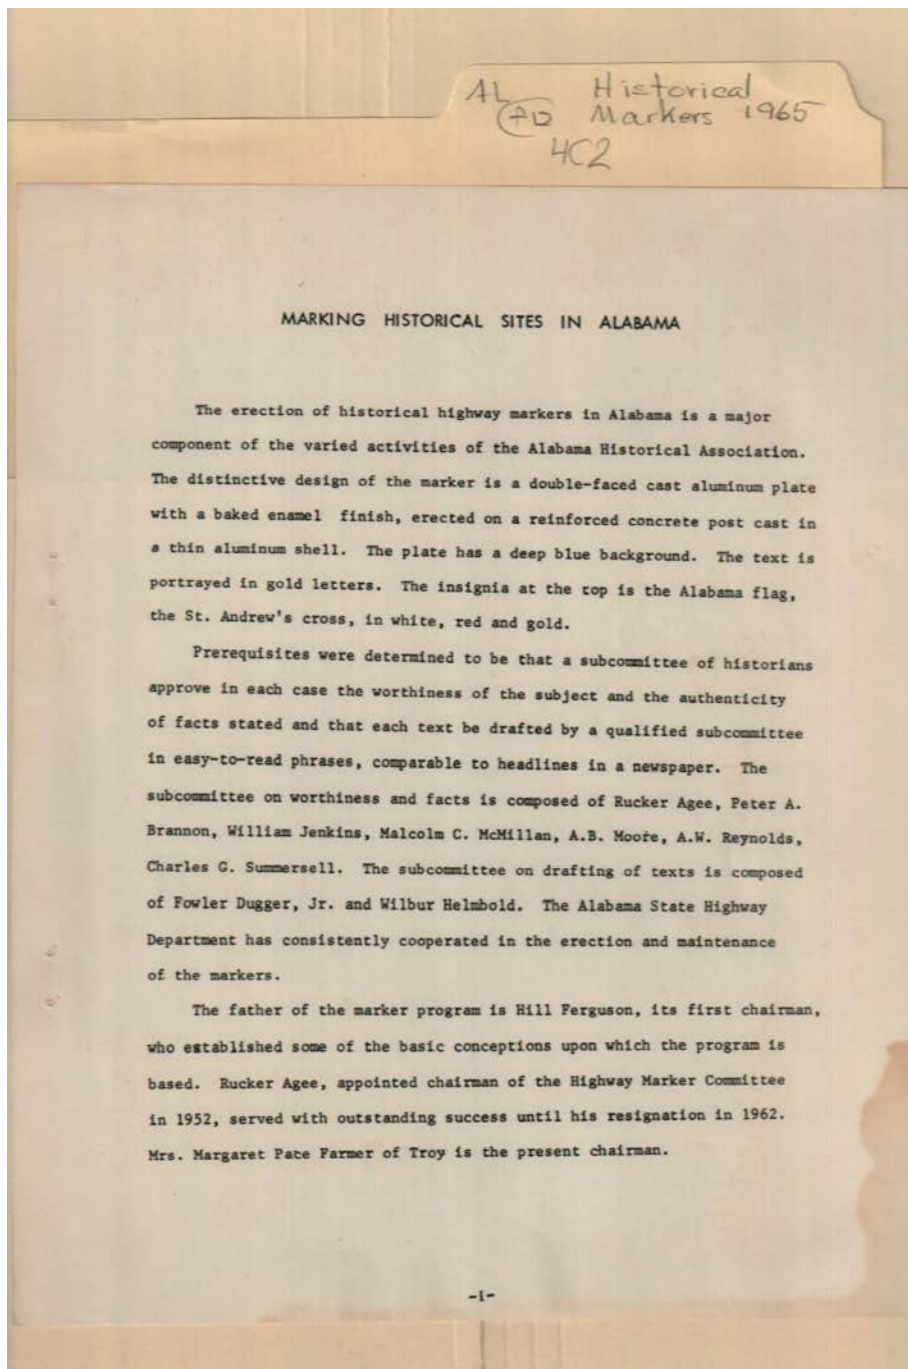 AL Historical
AD Markers 1965
4C2
MARKING HISTORICAL SITES IN ALABAMA
The erection of historical highway markers in Alabama is a major
component of the varied activities of the Alabama Historical Association.
The distinctive design of the marker is a double-faced cast aluminum plate
with a baked enamel finish, erected on a reinforced concrete post cast in
a thin aluminum shell. The plate has a deep blue background. The text is
portrayed in gold letters. The insignia at the top is the Alabama flag,
the St. Andrew's cross, in white, red and gold.
Prerequisites were determined to be that a subcommittee of historians
approve in each case the worthiness of the subject and the authenticity
of facts stated and that each text be drafted by a qualified subcommittee
in easy-to-read phrases, comparable to headlines in a newspaper. The
subcommittee on worthiness and facts is composed of Rucker Agee, Peter A.
Brannon, William Jenkins, Malcolm C. McMillan, A.B. Moore, A.W. Reynolds,
Charles G. Summersell. The subcommittee on drafting of texts is composed
of Fowler Dugger, Jr. and Wilbur Helmbold. The Alabama State Highway
Department has consistently cooperated in the erection and maintenance
of the markers.
The father of the marker program is Hill Ferguson, its first chairman,
who established some of the basic conceptions upon which the program is
based. Rucker Agee, appointed chairman of the Highway Marker Committee
in 1952, served with outstanding success until his resignation in 1962.
Mrs. Margaret Pace Farmer of Troy is the present chairman.
-1-